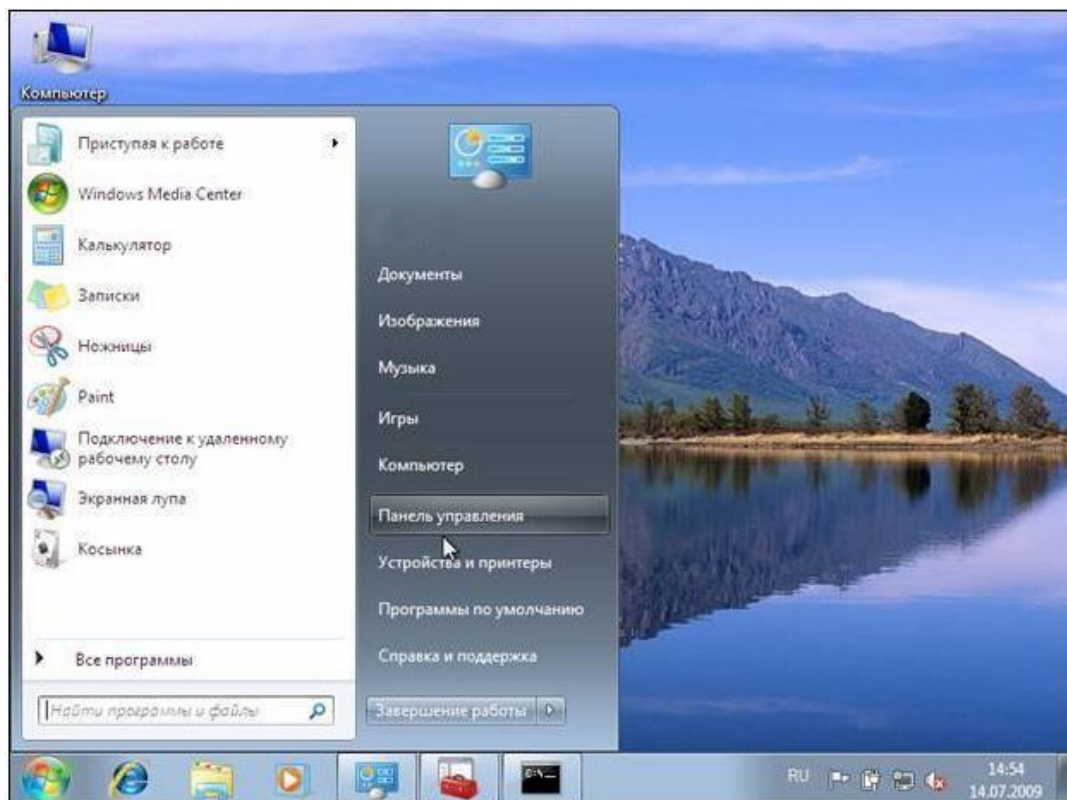 Компьютер
Приступая к работе
Windows Media Center
Калькулятор
Записки
Ножницы
Paint
Подключение к удаленному
рабочему столу
Экранная лупа
Косынка
Все программы
Найти программы и файлы
Документы
Изображения
Музыка
Игры
Компьютер
Панель управления
Устройства и принтеры
Программы по умолчанию
Справка и поддержка
Завершение работы
RU
14:54
14.07.2009